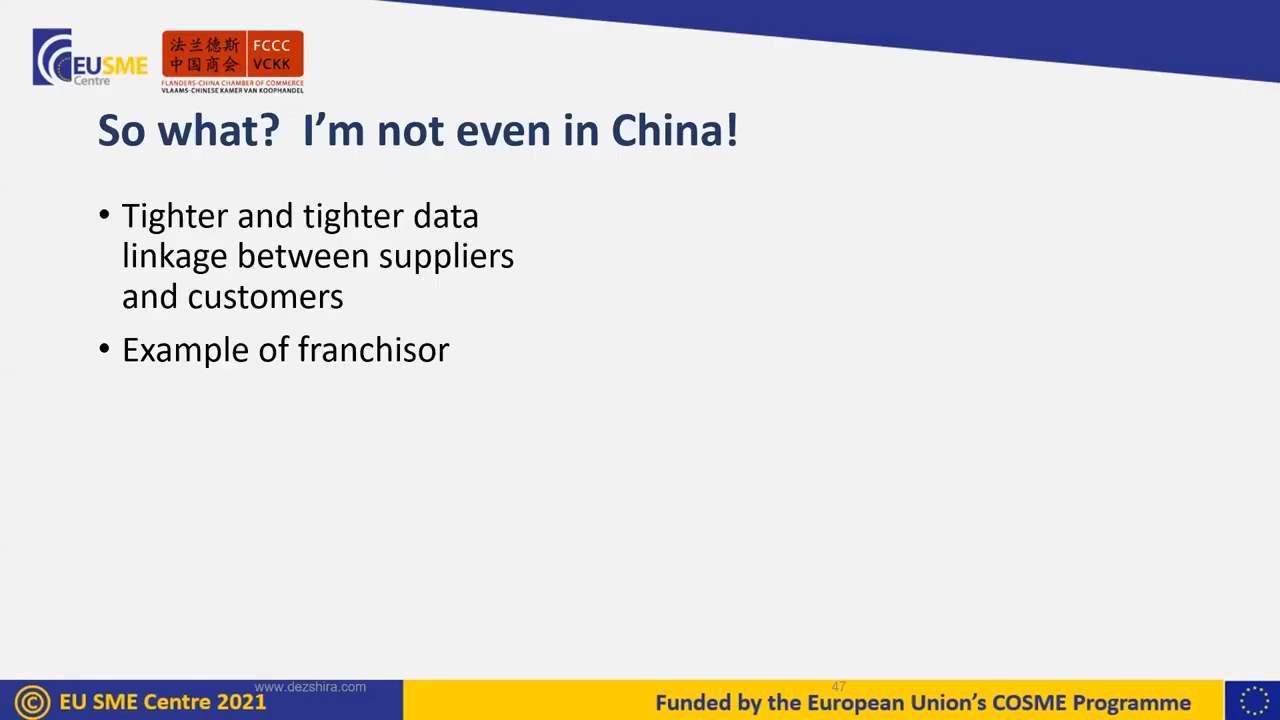 EUSME
Centre
法兰德斯
中国商会
FCCC
VCKK
FLANDERS-CHINA CHAMBER OF COMMERCE
VLAAMS-CHINESE KAMER VAN KOOPHANDEL
So what? I'm not even in China!
• Tighter and tighter data
linkage between suppliers
and customers
• Example of franchisor
www.dezshira.com
47
© EU SME Centre 2021
Funded by the European Union's COSME Programme